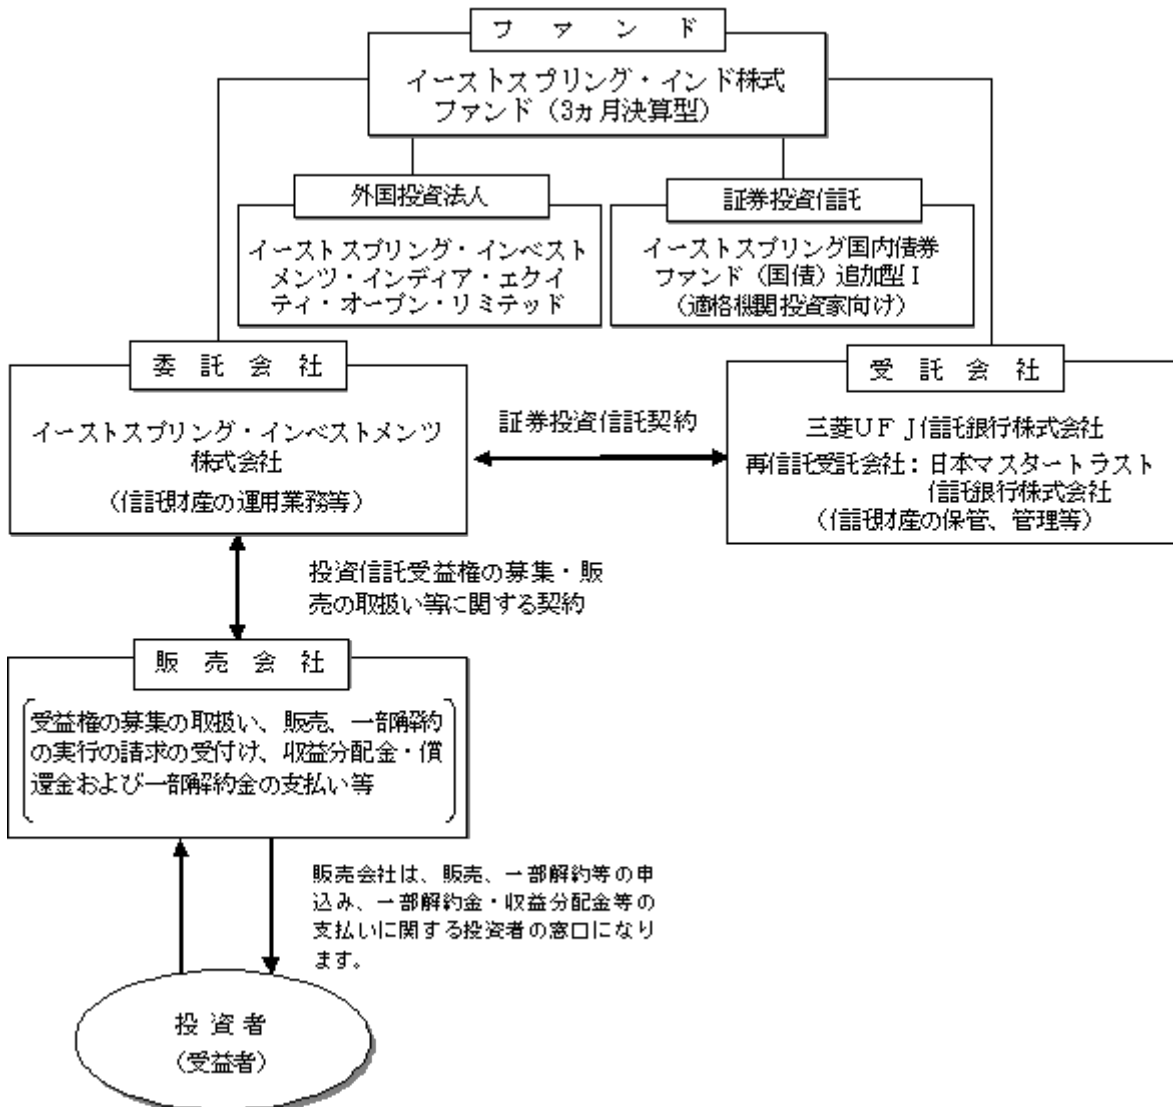 ファンド
イーストスプリング・インド株式
ファンド（3ヵ月決算型）
外国投資法人
イーストスプリング・インベスト
メンツ・インディア・エクイ
ティ・オープン・リミテッド
証券投資信託
イーストスプリング国内債券
ファンド（国債）追加型Ⅰ
（適格機関投資家向け）
委託会社
イーストスプリング・インベストメンツ
株式会社
（信託財産の運用業務等）
証券投資信託契約
受託会社
三菱UFJ信託銀行株式会社
再信託受託会社：日本マスタートラスト
信託銀行株式会社
（信託財産の保管、管理等）
投資信託受益権の募集・販
売の取扱い等に関する契約
販売会社
受益権の募集の取扱い、販売、一部解約
の実行の請求の受付け、収益分配金・償
還金および一部解約金の支払い等
販売会社は、販売、一部解約等の申
込み、一部解約金・収益分配金等の
支払いに関する投資者の窓口になり
ます。
投資者
（受益者）